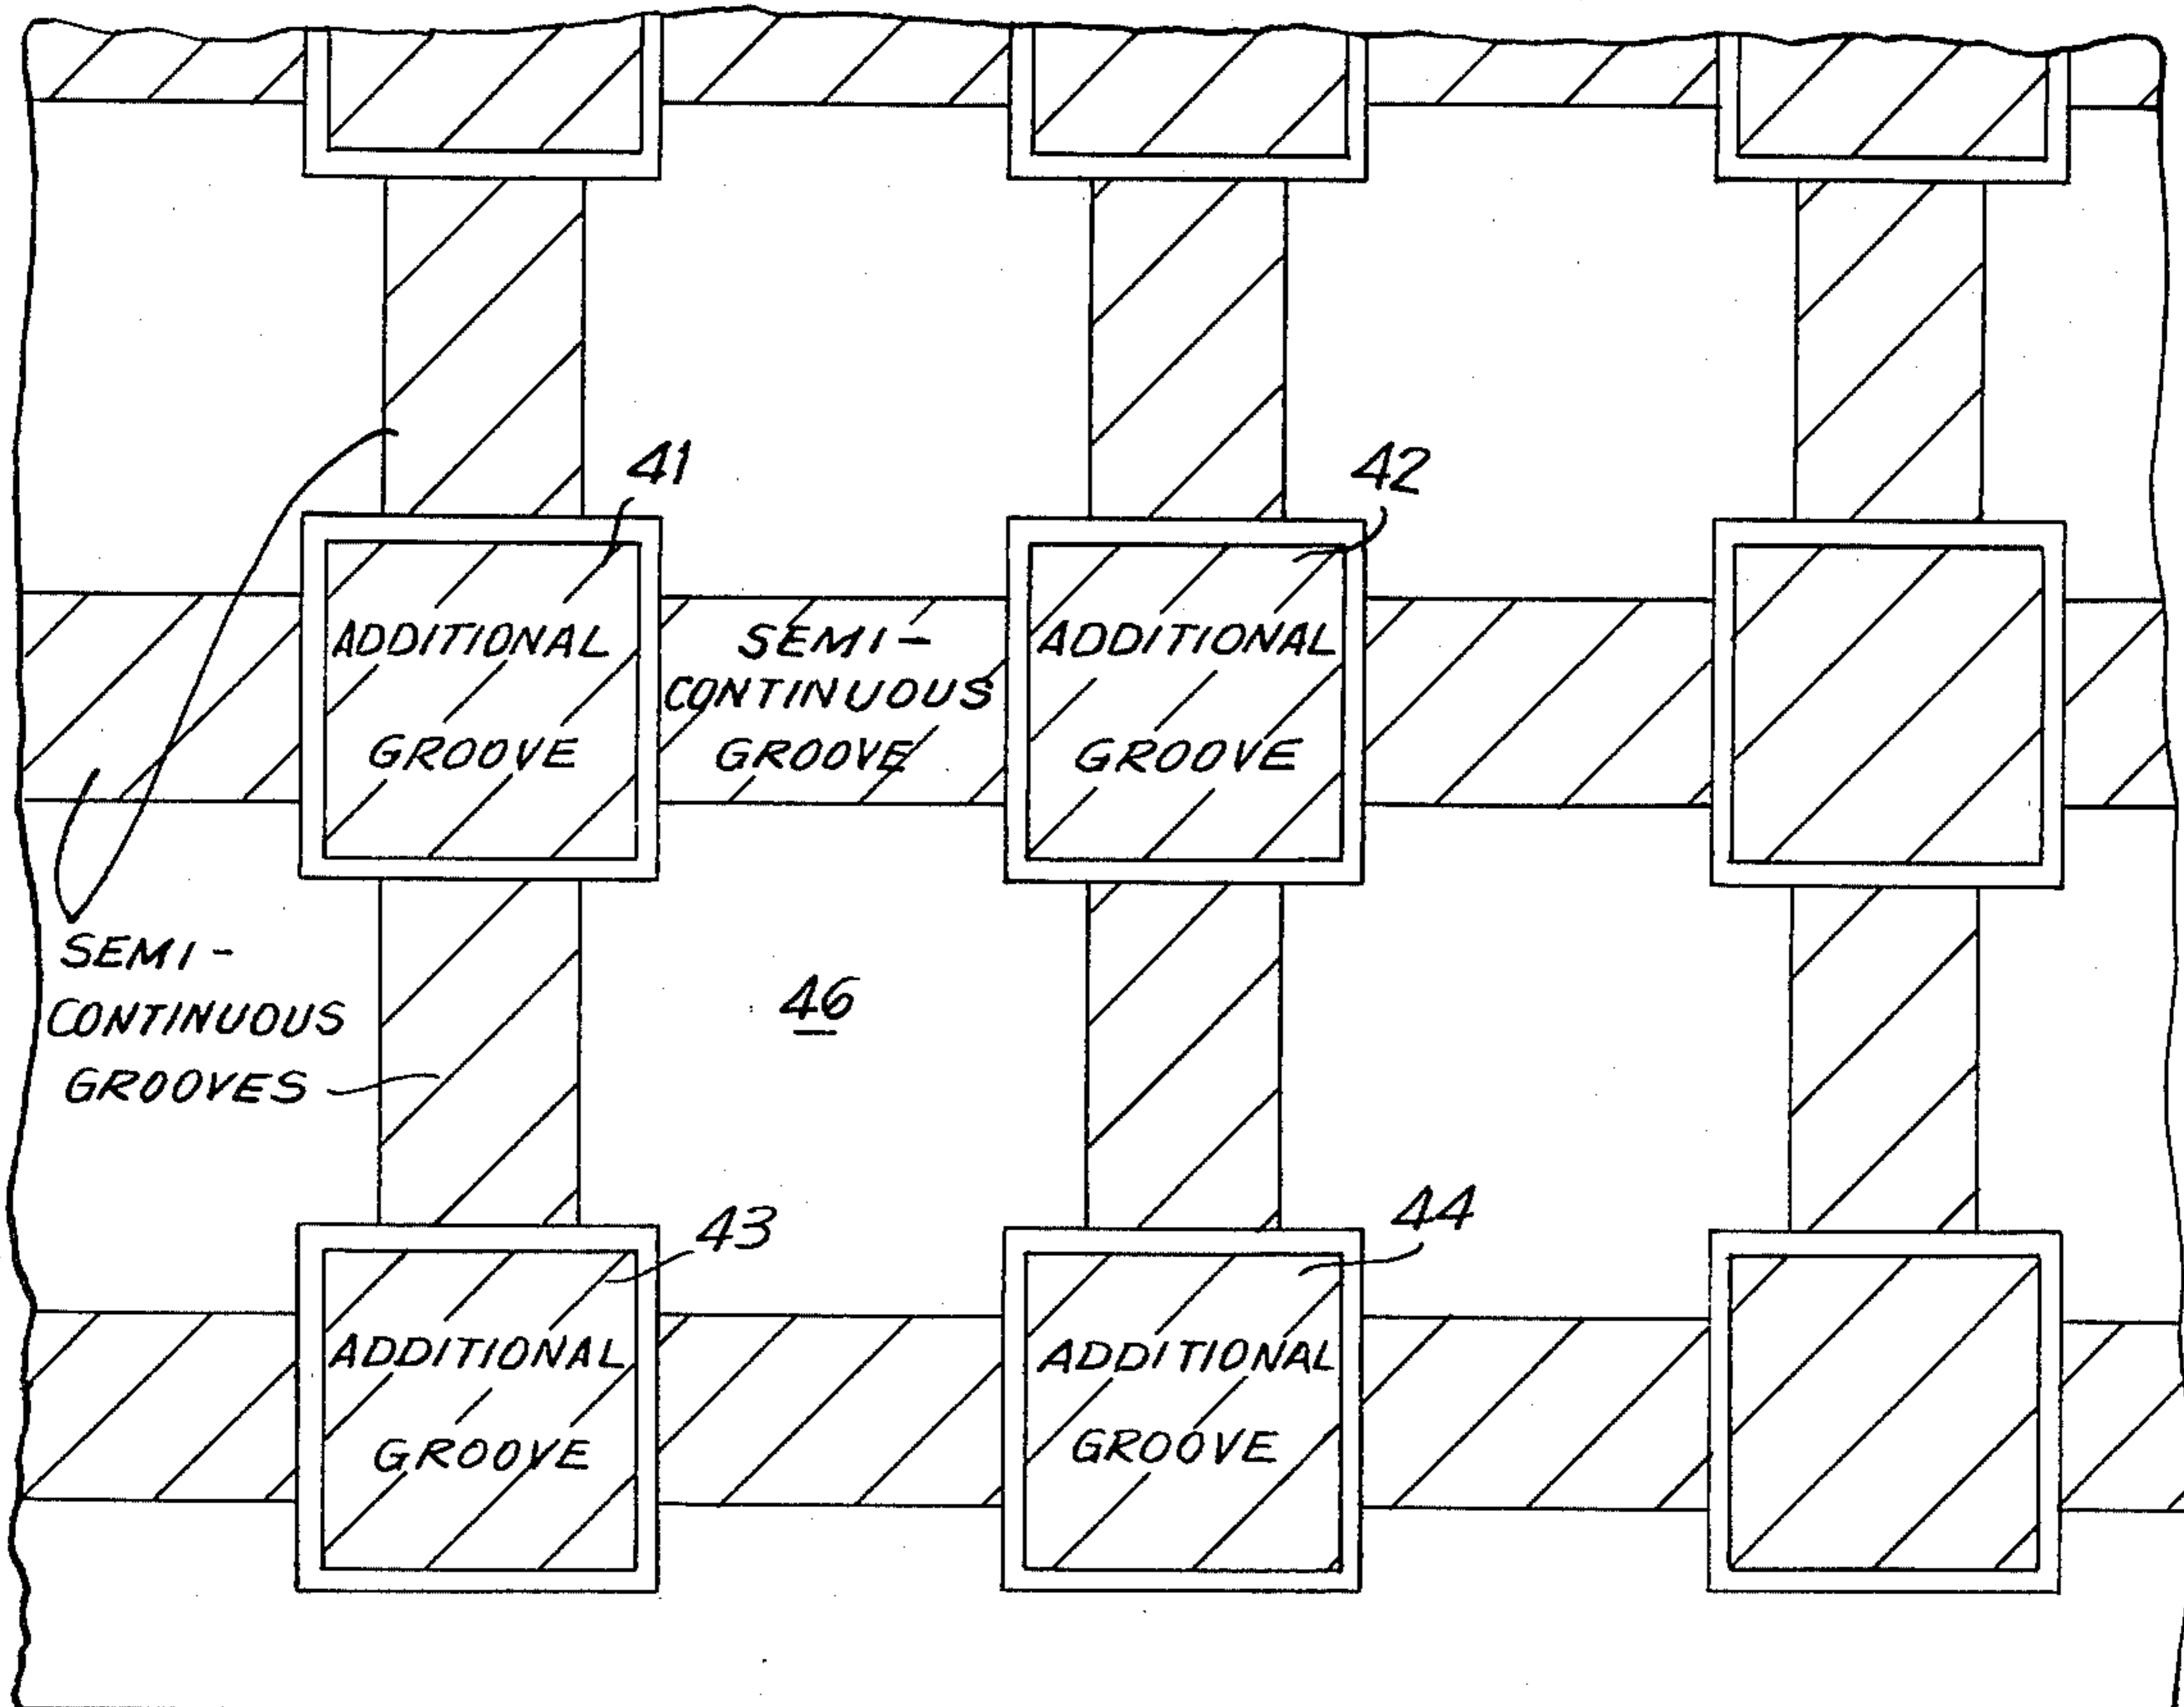 41
42
ADDITIONAL
GROOVE
SEMI-
CONTINUOUS
GROOVE
ADDITIONAL
GROOVE
SEMI-
CONTINUOUS
GROOVES
46
43
44
ADDITIONAL
GROOVE
ADDITIONAL
GROOVE